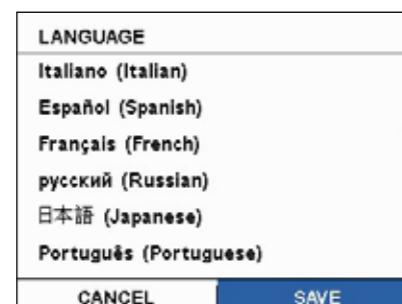 LANGUAGE
Italiano (Italian)
Español (Spanish)
Français (French)
русский (Russian)
日本語 (Japanese)
Português (Portuguese)
CANCEL SAVE